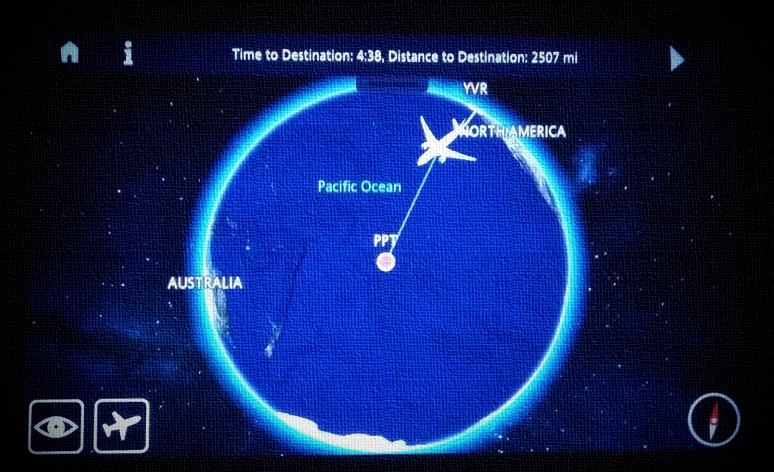 Time to Destination: 4:38, Distance to Destination: 2507 mi
YVR
NORTH AMERICA
Pacific Ocean
PPT
AUSTRALIA